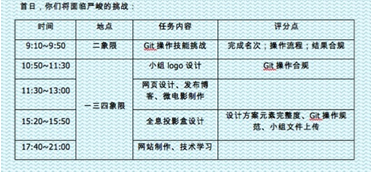 首日，你们将面临严峻的挑战：
时间 地点 任务内容 评分点
9:10~9:50 二象限 Git 操作技能挑战 完成名次；操作流程；结果合规
10:50~11:30 一三四象限 小组 logo 设计 Git 操作合规
11:30~13:00 网页设计、发布博
客、微电影制作
15:20~15:50 全息投影盒设计 设计方案元素完整度、Git 操作规
范、小组文件上传
17:40~21:00 网站制作、技术学习